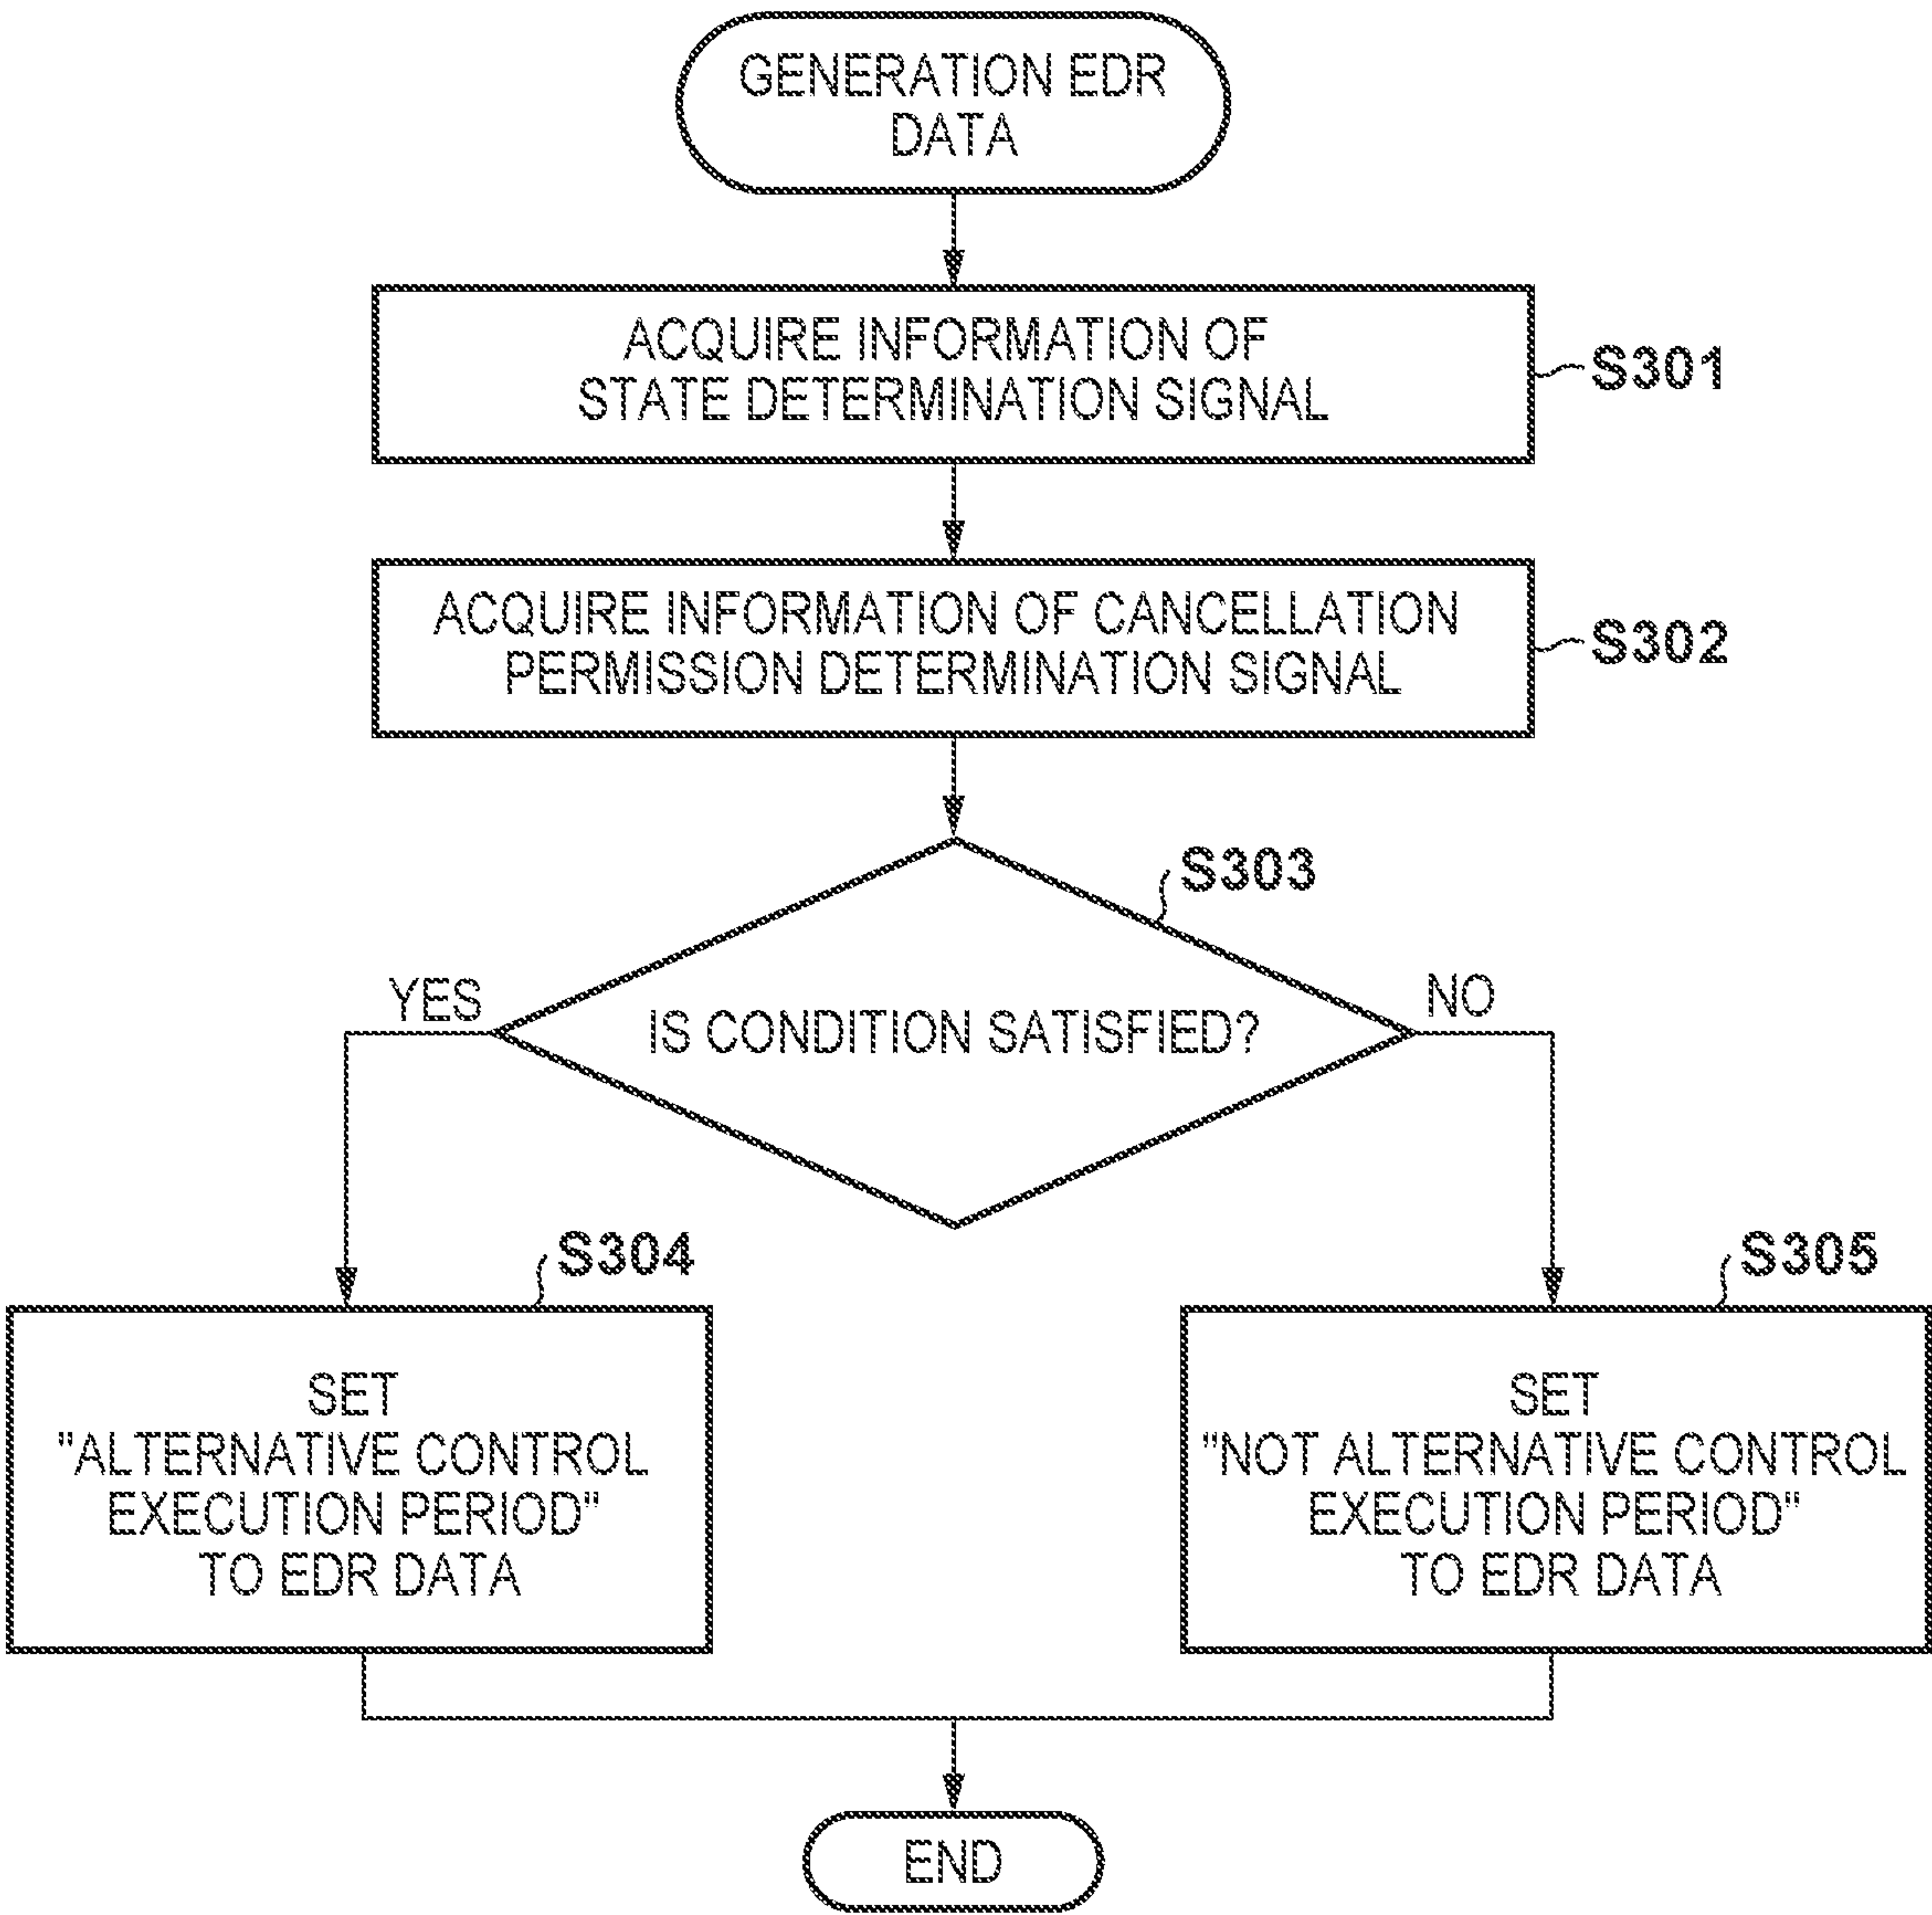 GENERATION EDR
DATA
ACQUIRE INFORMATION OF
STATE DETERMINATION SIGNAL
S301
ACQUIRE INFORMATION OF CANCELLATION
PERMISSION DETERMINATION SIGNAL
S302
S303
YES
IS CONDITION SATISFIED?
NO
S304
SET
"ALTERNATIVE CONTROL
EXECUTION PERIOD"
TO EDR DATA
S305
SET
"NOT ALTERNATIVE CONTROL
EXECUTION PERIOD"
TO EDR DATA
END